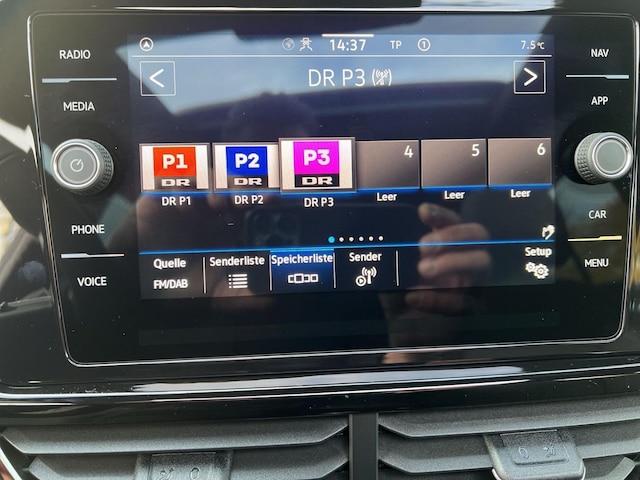 RADIO
MEDIA
PHONE
VOICE
NAV
APP
CAR
MENU
14:37 TP 1 7.5°C
< DR P3 >
P1 DR P2 DR P3 DR 4 5 6
DR P1 DR P2 DR P3 Leer Leer Leer
Quelle Senderliste Speicherliste Sender Setup
FM/DAB